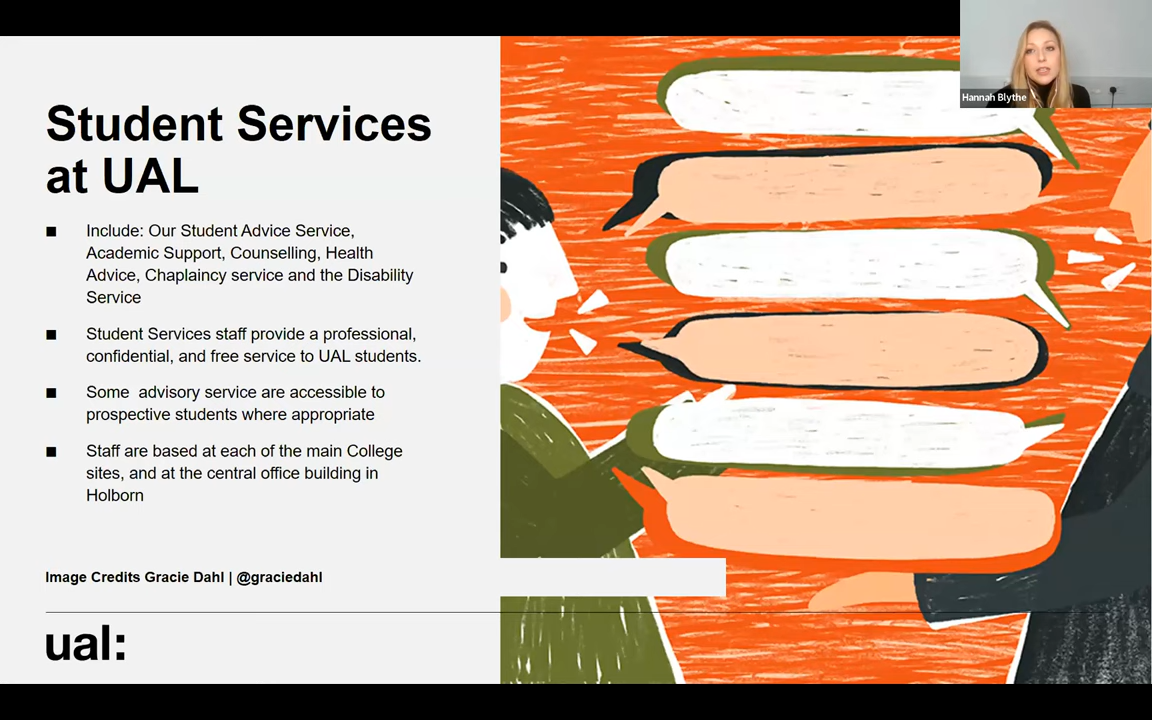 Hannah Blythe
Student Services
at UAL
■ Include: Our Student Advice Service,
Academic Support, Counselling, Health
Advice, Chaplaincy service and the Disability
Service
■ Student Services staff provide a professional,
confidential, and free service to UAL students.
■ Some  advisory service are accessible to
prospective students where appropriate
■ Staff are based at each of the main College
sites, and at the central office building in
Holborn
Image Credits Gracie Dahl | @graciedahl
ual: